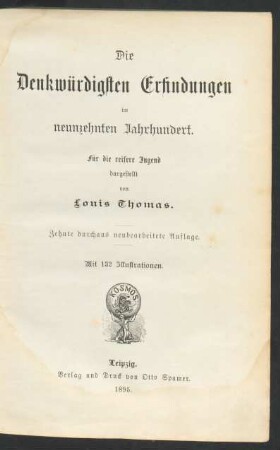 Die
Denkwürdigsten Erfindungen
im
neunzehnten Jahrhundert.
Für die reifere Jugend
dargestellt
von
Louis Thomas.
Zehnte durchaus neubearbeitete Auflage.
Mit 132 Illustrationen.
KOSMOS
Leipzig.
Verlag und Druck von Otto Spamer.
1895.